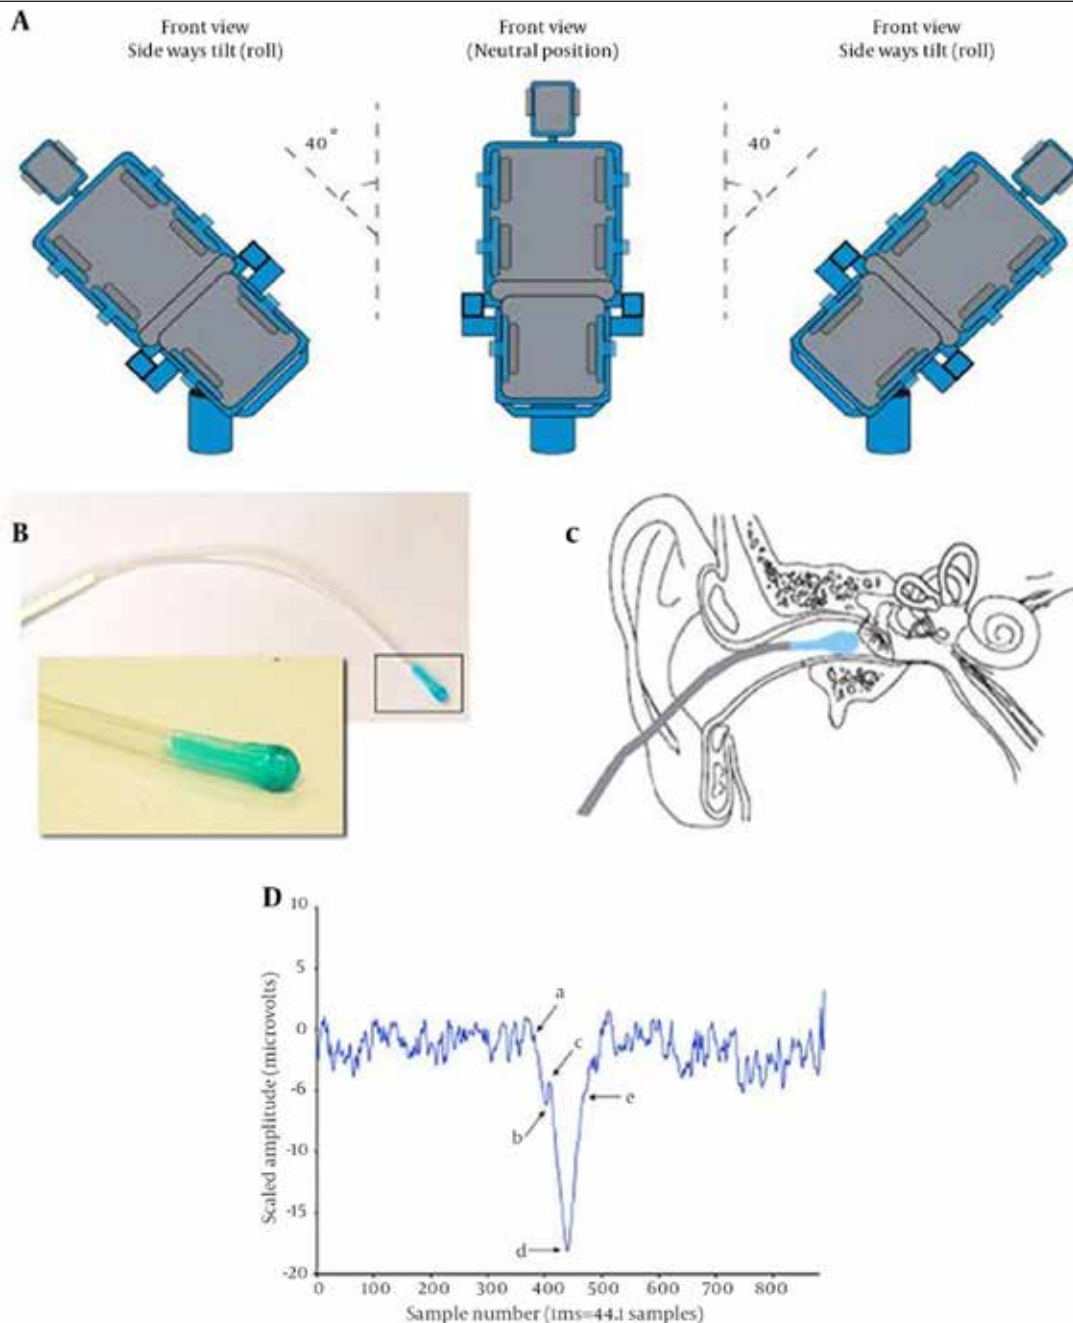 A
Front view
Side ways tilt (roll)
Front view
(Neutral position)
Front view
Side ways tilt (roll)
40°
40°
B
c
D
Scaled amplitude (microvolts)
10
5
0
-6
-10
-15
-20
a
c
e
b
d
0 100 200 300 400 500 600 700 800
Sample number (1ms=44.1 samples)